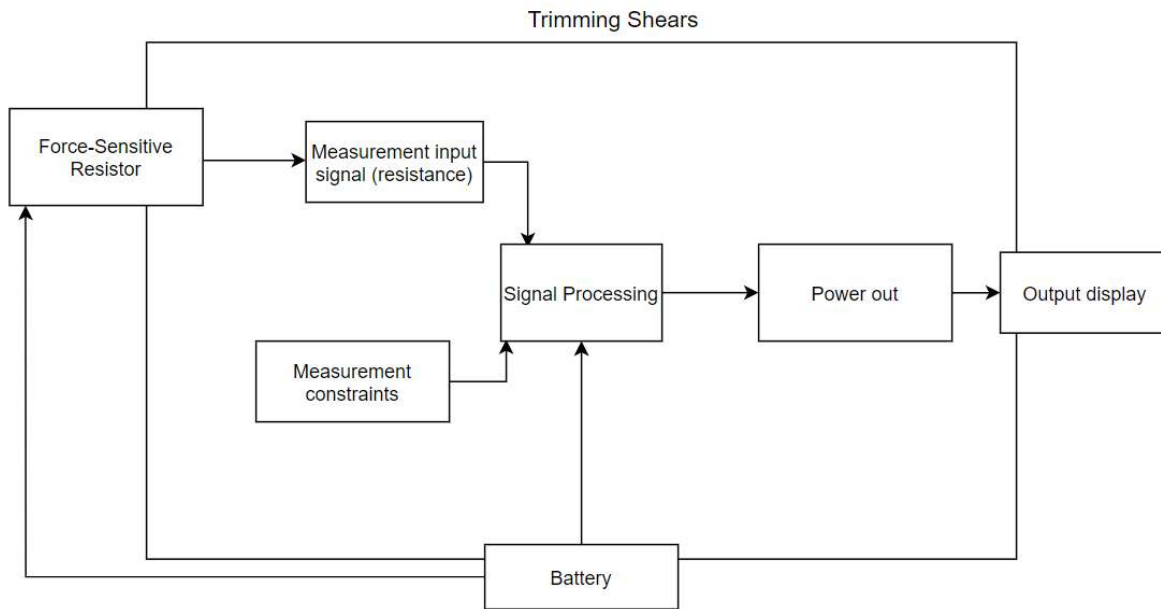 Trimming Shears
Force-Sensitive
Resistor
Measurement input
signal (resistance)
Signal Processing
Power out
Output display
Measurement
constraints
Battery